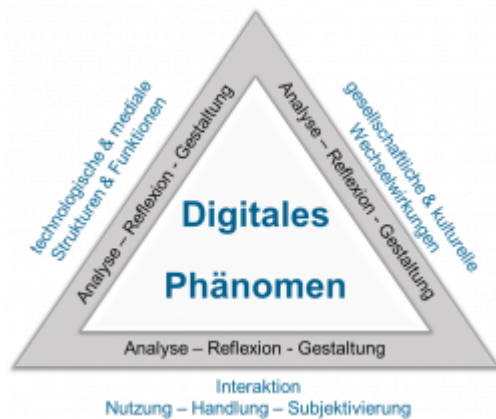 technologische & mediale
Strukturen & Funktionen
Analyse – Reflexion - Gestaltung
gesellschaftliche & kulturelle
Wechselwirkungen
Analyse – Reflexion - Gestaltung
Digitales
Phänomen
Analyse – Reflexion - Gestaltung
Interaktion
Nutzung – Handlung – Subjektivierung